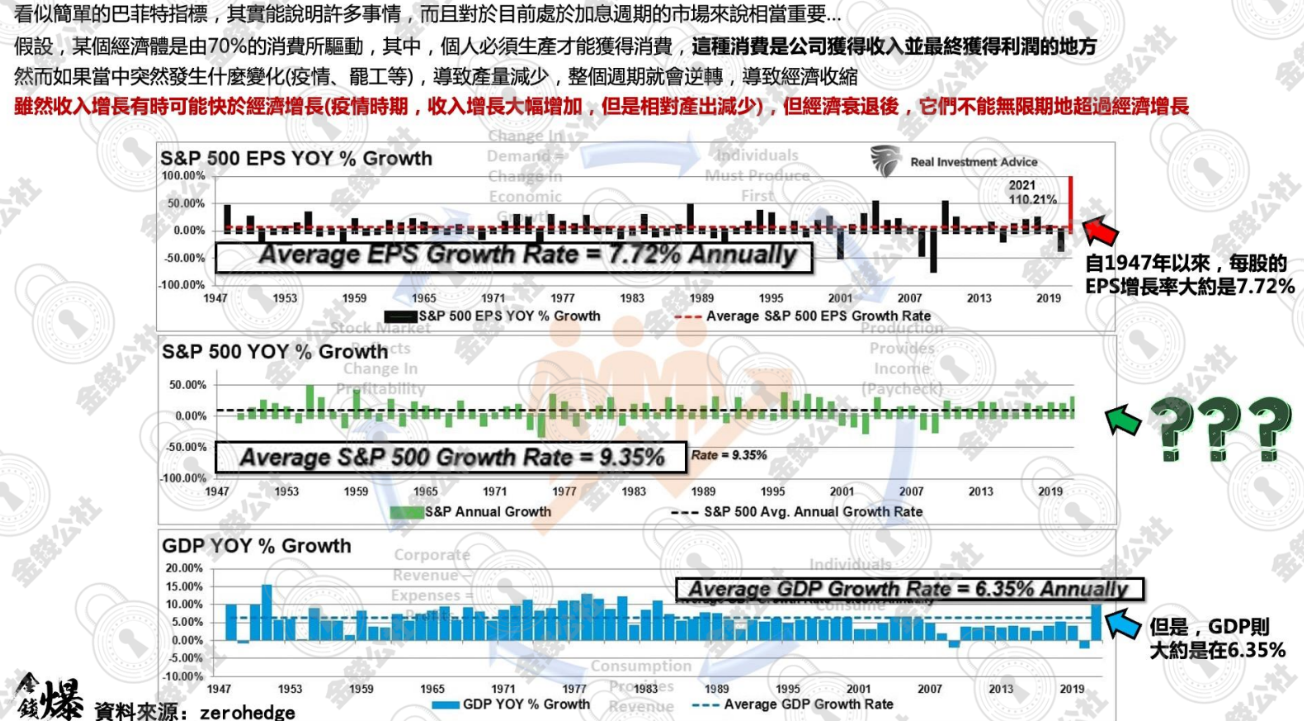 看似簡單的巴菲特指標，其實能說明許多事情，而且對於目前處於加息週期的市場來說相當重要...
假設，某個經濟體是由70%的消費所驅動，其中，個人必須生產才能獲得消費，這種消費是公司獲得收入並最終獲得利潤的地方
然而如果當中突然發生什麼變化(疫情、罷工等)，導致產量減少，整個週期就會逆轉，導致經濟收縮
雖然收入增長有時可能快於經濟增長(疫情時期，收入增長大幅增加，但是相對產出減少)，但經濟衰退後，它們不能無限期地超過經濟增長
Change In
Demand =
Change In
Economic
Individuals
Must Produce
First
S&P 500 EPS YOY % Growth
Real Investment Advice
2021
110.21%
100.00%
50.00%
0.00%
-50.00%
-100.00%
Average EPS Growth Rate = 7.72% Annually
1947 1953 1959 1965 1971 1977 1983 1989 1995 2001 2007 2013 2019
S&P 500 EPS YOY % Growth
Average S&P 500 EPS Growth Rate
自1947年以來，每股的
EPS增長率大約是7.72%
Stock Market
Reflects
Change In
Profitability
Production
Provides
Income
(Paycheck)
S&P 500 YOY % Growth
50.00%
0.00%
-50.00%
-100.00%
Average S&P 500 Growth Rate = 9.35%
Rate = 9.35%
1947 1953 1959 1965 1971 1977 1983 1989 1995 2001 2007 2013 2019
S&P Annual Growth
S&P 500 Avg. Annual Growth Rate
???
GDP YOY % Growth
Corporate
Revenue –
Expenses =
Individuals
Consume
20.00%
15.00%
10.00%
5.00%
0.00%
-5.00%
-10.00%
Average GDP Growth Rate = 6.35% Annually
Consumption
Provides
Revenue
1947 1953 1959 1965 1971 1977 1983 1989 1995 2001 2007 2013 2019
GDP YOY % Growth
Average GDP Growth Rate
但是，GDP則
大約是在6.35%
金錢爆
資料來源：zerohedge
金錢公社